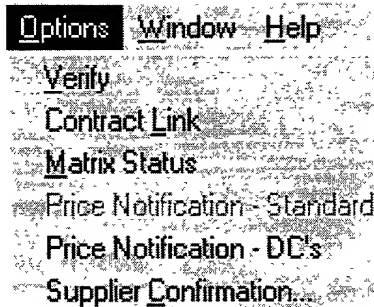 Options Window Help
Verify
Contract Link
Matrix Status
Price Notification - Standard
Price Notification - DC's
Supplier Confirmation